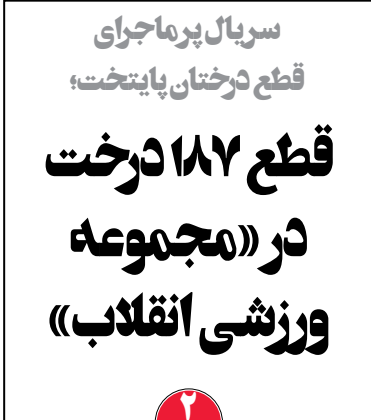 سریال پرماجرای
قطع درختان پایتخت؛
قطع ۱۸۷ درخت
در «مجموعه
ورزشی انقلاب»
۲